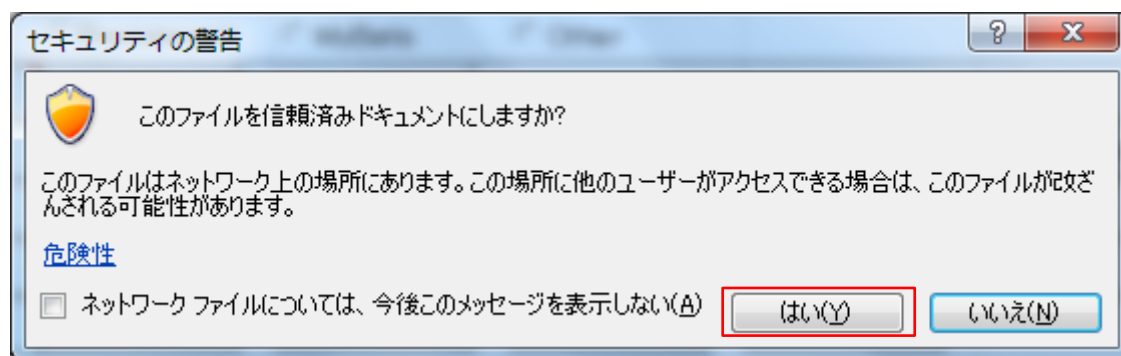 セキュリティの警告
このファイルを信頼済みドキュメントにしますか?
このファイルはネットワーク上の場所にあります。この場所に他のユーザーがアクセスできる場合は、このファイルが改ざ
んされる可能性があります。
危険性
ネットワーク ファイルについては、今後このメッセージを表示しない(A)
はい(Y)
いいえ(N)